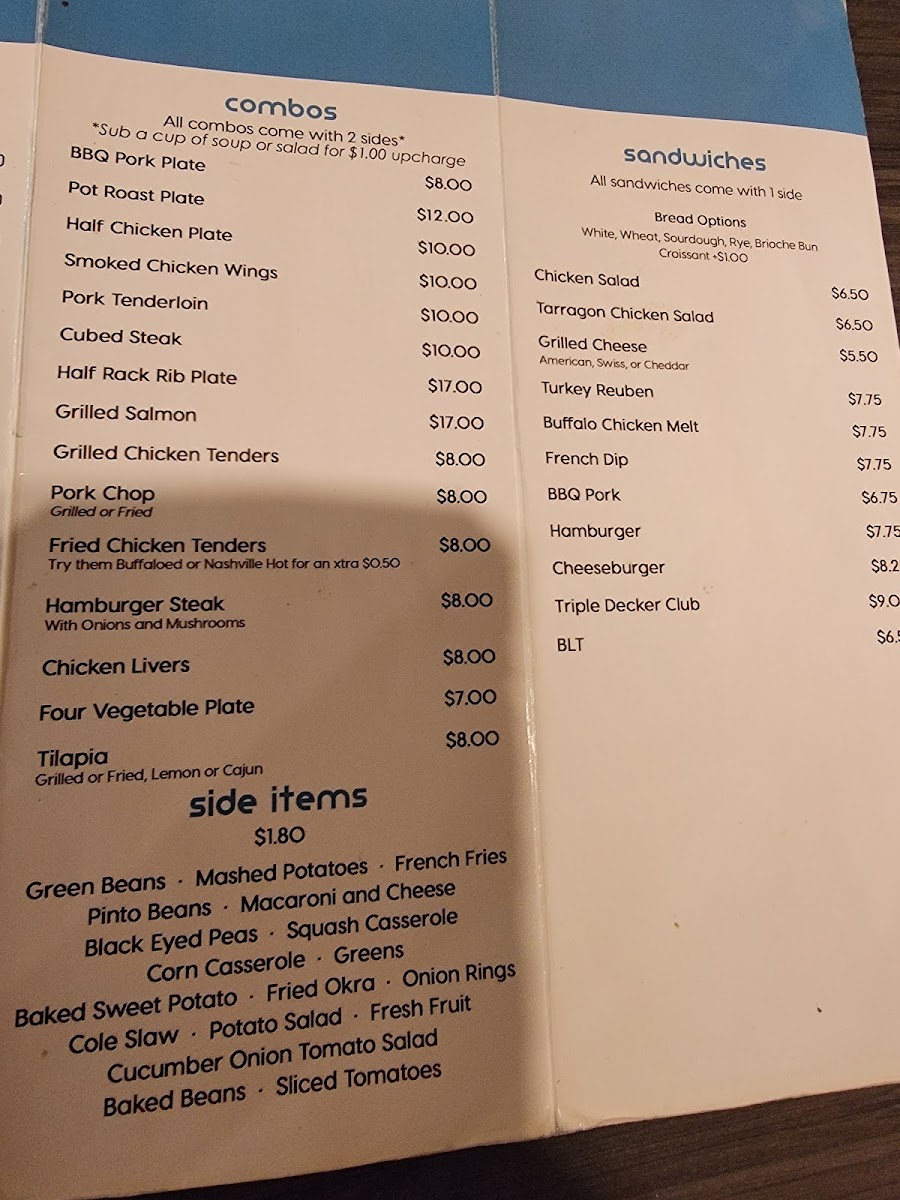 combos
All combos come with 2 sides*
*Sub a cup of soup or salad for $1.00 upcharge
BBQ Pork Plate $8.00
Pot Roast Plate $12.00
Half Chicken Plate $10.00
Smoked Chicken Wings $10.00
Pork Tenderloin $10.00
Cubed Steak $10.00
Half Rack Rib Plate $17.00
Grilled Salmon $17.00
Grilled Chicken Tenders $8.00
Pork Chop $8.00
Grilled or Fried
Fried Chicken Tenders $8.00
Try them Buffaloed or Nashville Hot for an xtra $0.50
Hamburger Steak $8.00
With Onions and Mushrooms
Chicken Livers $8.00
Four Vegetable Plate $7.00
Tilapia $8.00
Grilled or Fried, Lemon or Cajun
side items
$1.80
Green Beans · Mashed Potatoes · French Fries
Pinto Beans · Macaroni and Cheese
Black Eyed Peas · Squash Casserole
Corn Casserole · Greens
Baked Sweet Potato · Fried Okra · Onion Rings
Cole Slaw · Potato Salad · Fresh Fruit
Cucumber Onion Tomato Salad
Baked Beans · Sliced Tomatoes
sandwiches
All sandwiches come with 1 side
Bread Options
White, Wheat, Sourdough, Rye, Brioche Bun
Croissant +$1.00
Chicken Salad $6.50
Tarragon Chicken Salad $6.50
Grilled Cheese $5.50
American, Swiss, or Cheddar
Turkey Reuben $7.75
Buffalo Chicken Melt $7.75
French Dip $7.75
BBQ Pork $6.75
Hamburger $7.75
Cheeseburger $8.2
Triple Decker Club $9.0
BLT $6.5